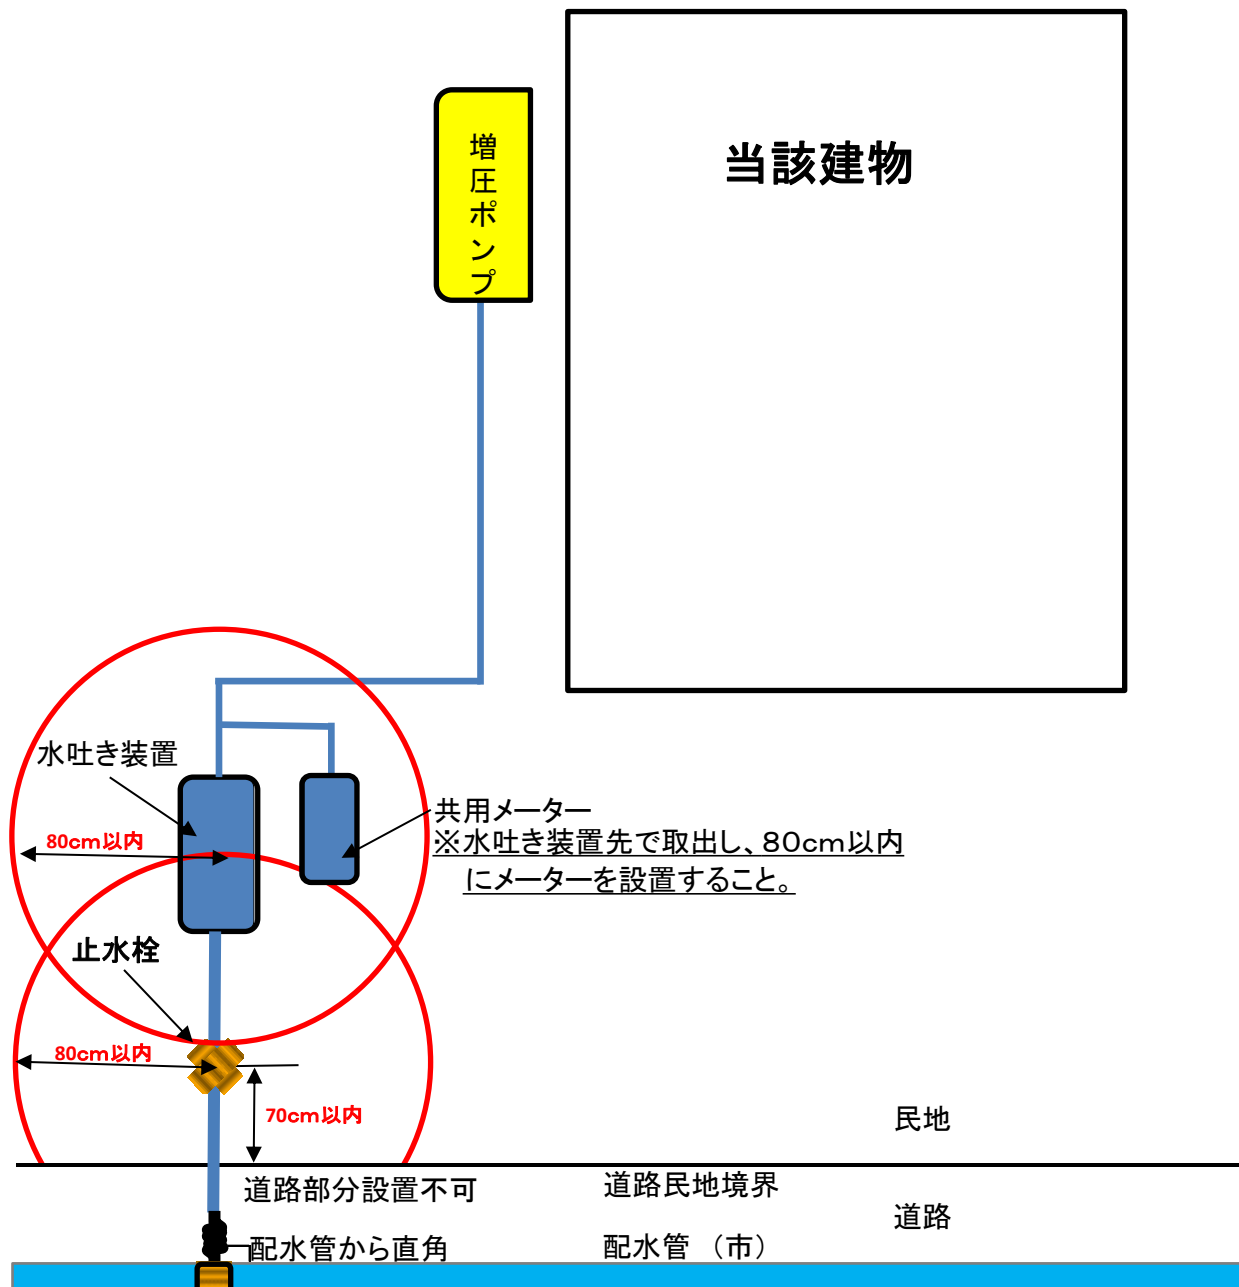 当該建物
増圧ポンプ
水吐き装置
80cm以内
共用メーター
※水吐き装置先で取出し、80cm以内
にメーターを設置すること。
止水栓
80cm以内
70cm以内
民地
道路部分設置不可
道路民地境界
道路
配水管から直角
配水管 （市）